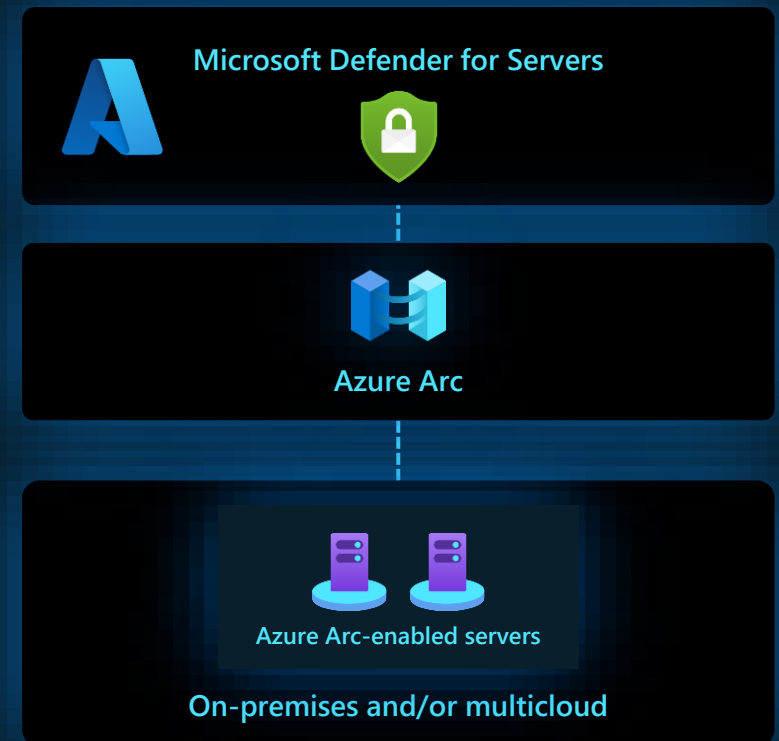 Microsoft Defender for Servers
Azure Arc
Azure Arc-enabled servers
On-premises and/or multicloud